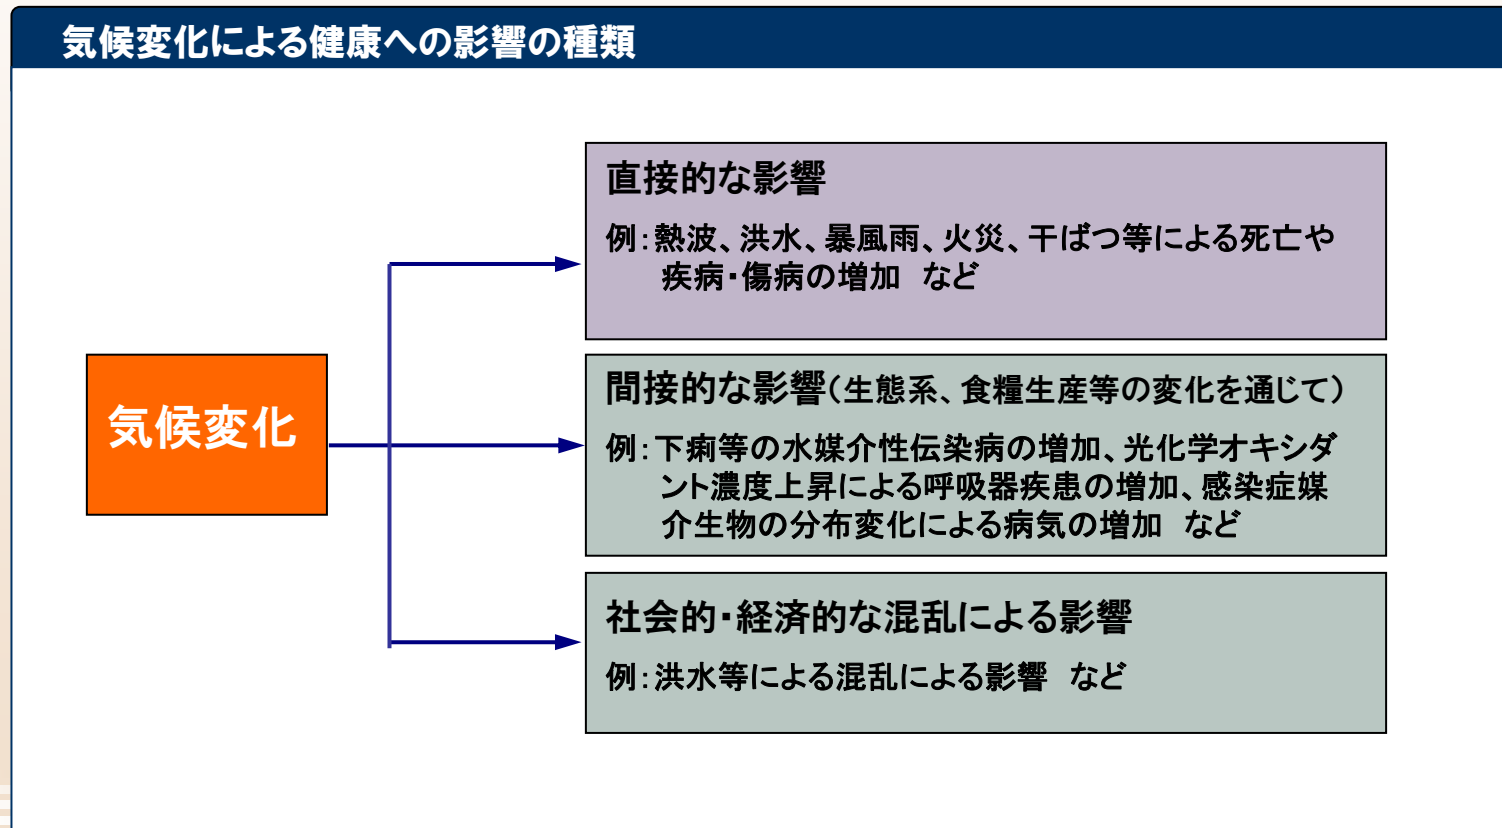 気候変化による健康への影響の種類
直接的な影響
例：熱波、洪水、暴風雨、火災、干ばつ等による死亡や
疾病・傷病の増加　など
気候変化
間接的な影響（生態系、食糧生産等の変化を通じて）
例：下痢等の水媒介性伝染病の増加、光化学オキシダ
ント濃度上昇による呼吸器疾患の増加、感染症媒
介生物の分布変化による病気の増加　など
社会的・経済的な混乱による影響
例：洪水等による混乱による影響　など